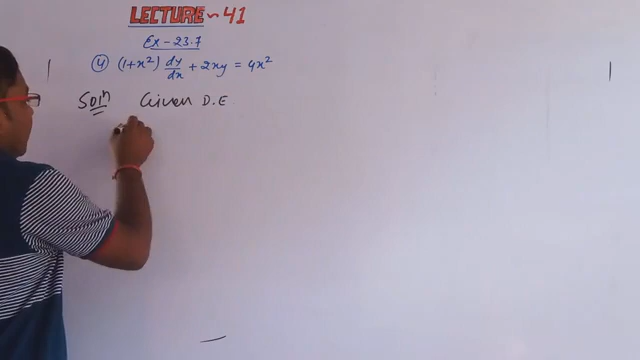 LECTURE ~ 41
Ex - 23.7
(4) (1+x²) dy/dx + 2xy = 4x²
Soln Given D.E